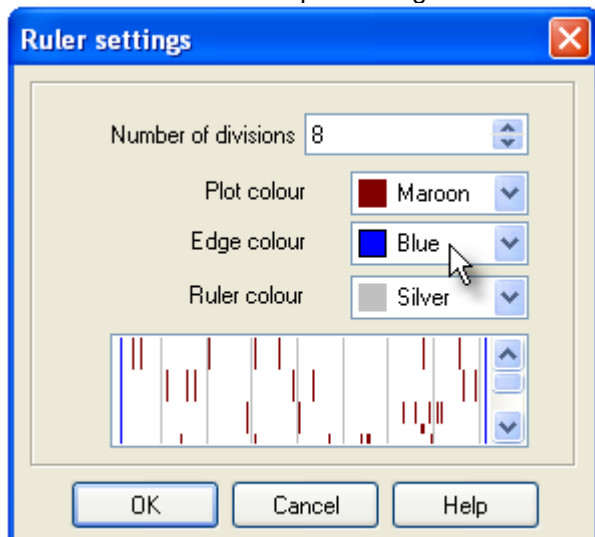 Ruler settings
Number of divisions 8
Plot colour Maroon
Edge colour Blue
Ruler colour Silver
OK Cancel Help